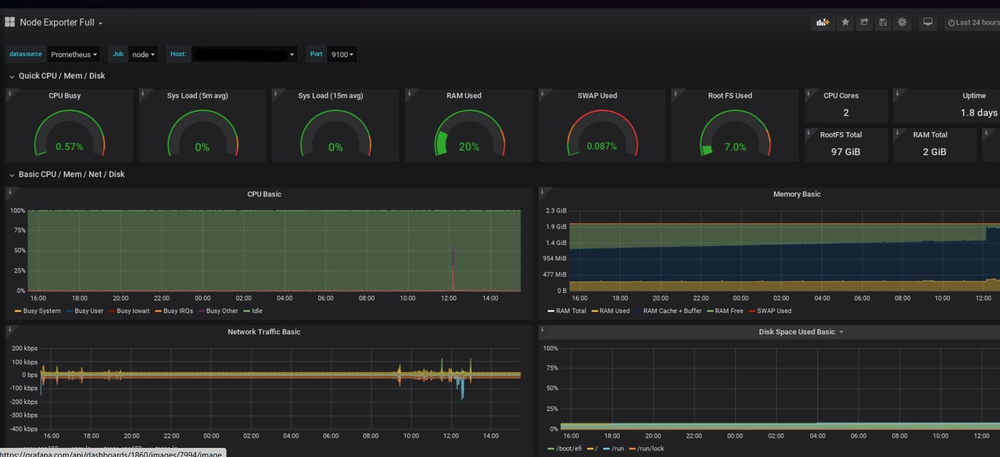 Node Exporter Full
Last 24 hours
datasource Prometheus Job node Host: Port 9100
Quick CPU / Mem / Disk
CPU Busy
0.57%
Sys Load (5m avg)
0%
Sys Load (15m avg)
0%
RAM Used
20%
SWAP Used
0.087%
Root FS Used
7.0%
CPU Cores
2
Uptime
1.8 days
RootFS Total
97 GiB
RAM Total
2 GiB
Basic CPU / Mem / Net / Disk
CPU Basic
100%
75%
50%
25%
0%
16:00 18:00 20:00 22:00 00:00 02:00 04:00 06:00 08:00 10:00 12:00 14:00
Busy System Busy User Busy Iowait Busy IRQs Busy Other Idle
Memory Basic
2.3 GiB
1.9 GiB
1.4 GiB
954 MiB
477 MiB
0 B
16:00 18:00 20:00 22:00 00:00 02:00 04:00 06:00 08:00 10:00 12:00
RAM Total RAM Used RAM Cache + Buffer RAM Free SWAP Used
Network Traffic Basic
200 kbps
100 kbps
0 bps
-100 kbps
-200 kbps
-300 kbps
-400 kbps
16:00 18:00 20:00 22:00 00:00 02:00 04:00 06:00 08:00 10:00 12:00 14:00
Disk Space Used Basic
100%
75%
50%
25%
0%
16:00 18:00 20:00 22:00 00:00 02:00 04:00 06:00 08:00 10:00 12:00
/boot/efi / /run /run/lock
https://grafana.com/api/dashboards/1860/images/7994/image